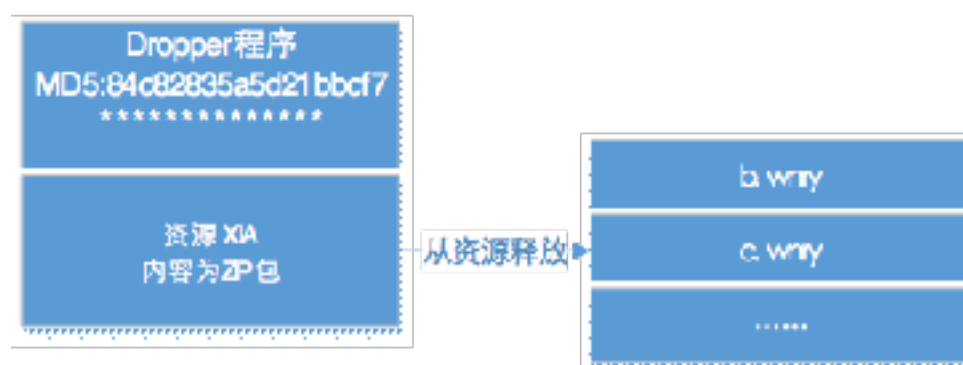 Dropper程序
MD5:84c82835a5d21bbcf7
**************
资源 XIA
内容为ZIP包
从资源释放
b.wnry
c.wnry
……